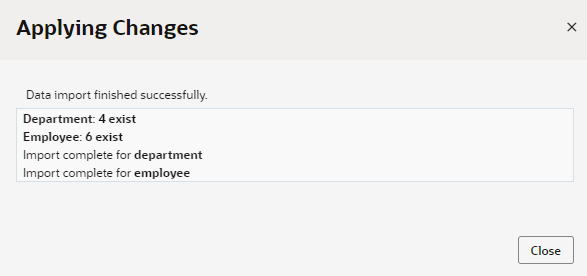 Applying Changes
Data import finished successfully.
Department: 4 exist
Employee: 6 exist
Import complete for department
Import complete for employee
Close